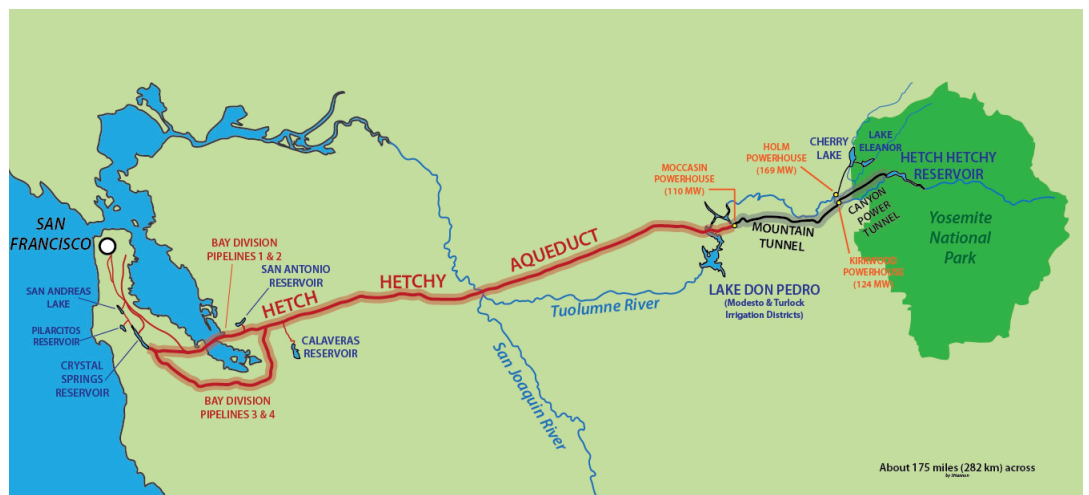 SAN
FRANCISCO
SAN ANDREAS
LAKE
PILARCITOS
RESERVOIR
CRYSTAL
SPRINGS
RESERVOIR
BAY DIVISION
PIPELINES 1 & 2
SAN ANTONIO
RESERVOIR
HETCH
HETCHY
AQUEDUCT
CALAVERAS
RESERVOIR
BAY DIVISION
PIPELINES 3 & 4
San Joaquin River
Tuolumne River
LAKE DON PEDRO
(Modesto & Turlock
Irrigation Districts)
MOCCASIN
POWERHOUSE
(110 MW)
MOUNTAIN
TUNNEL
HOLM
POWERHOUSE
(169 MW)
CHERRY
LAKE
LAKE
ELEANOR
HETCH HETCHY
RESERVOIR
CANYON
POWER
TUNNEL
KIRKWOOD
POWERHOUSE
(124 MW)
Yosemite
National
Park
About 175 miles (282 km) across